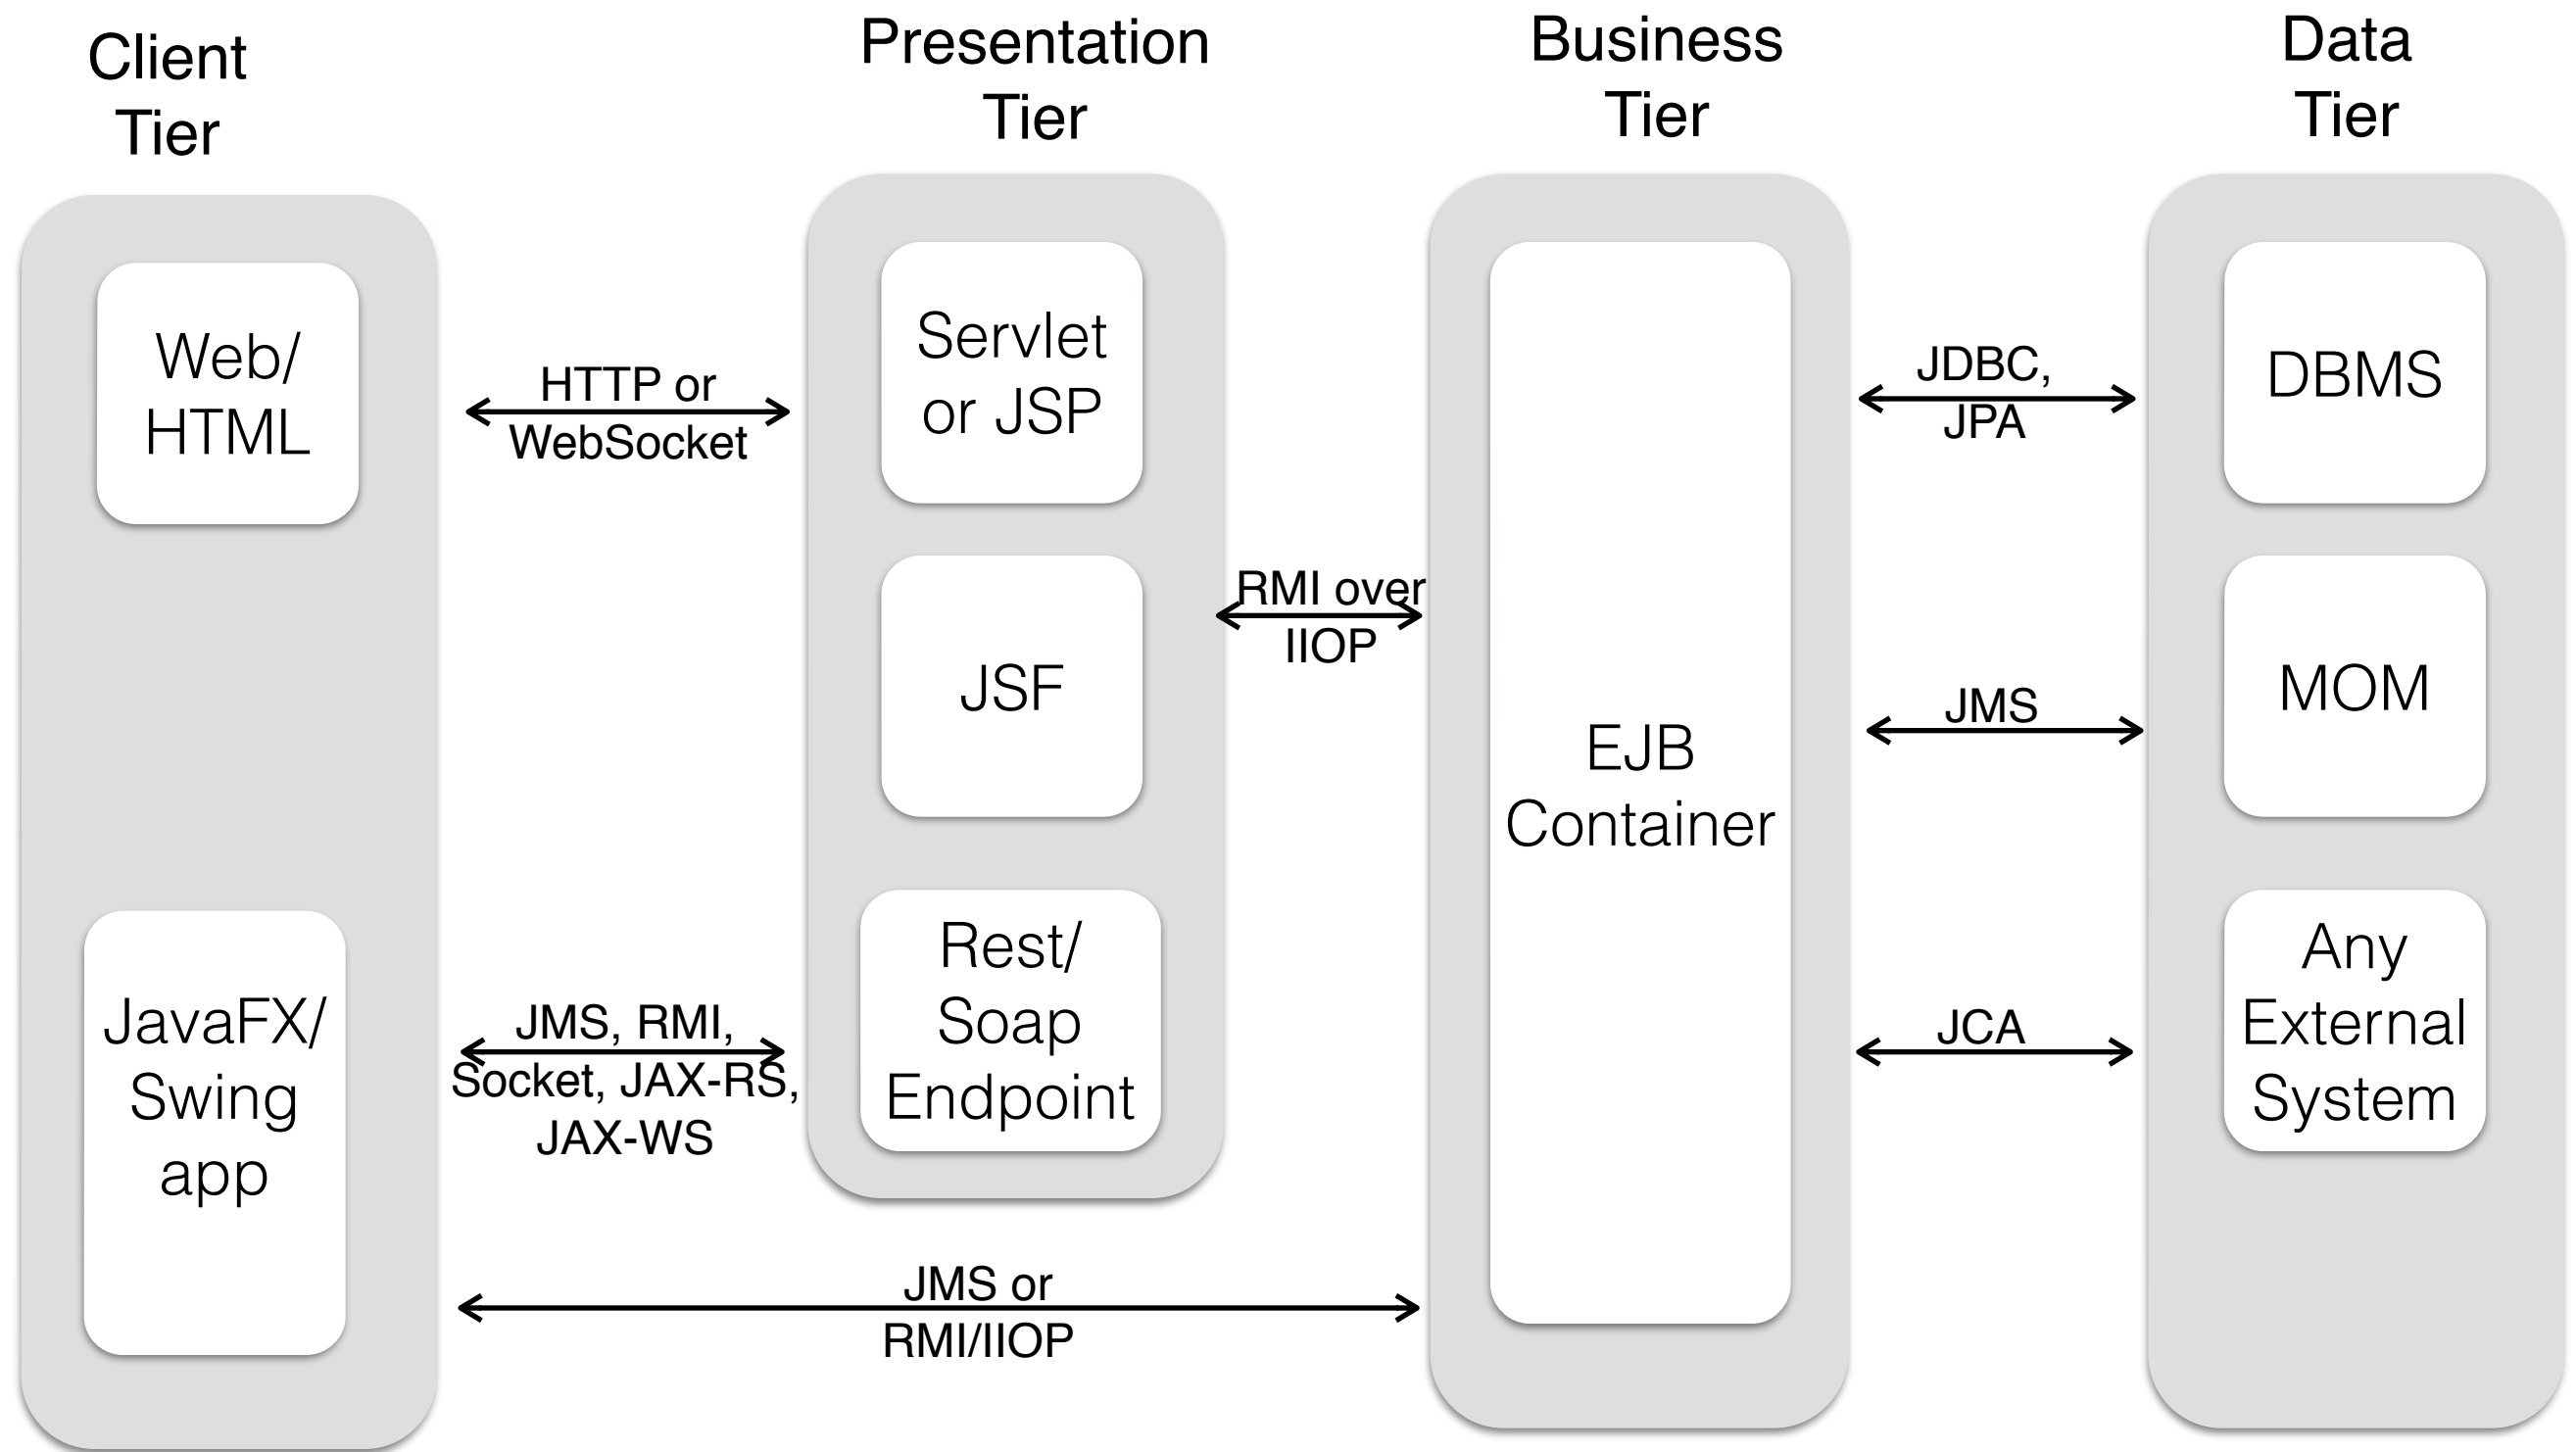 Client
Tier
Presentation
Tier
Business
Tier
Data
Tier
Web/
HTML
JavaFX/
Swing
app
HTTP or
WebSocket
JMS, RMI,
Socket, JAX-RS,
JAX-WS
JMS or
RMI/IIOP
Servlet
or JSP
JSF
Rest/
Soap
Endpoint
RMI over
IIOP
EJB
Container
JDBC,
JPA
JMS
JCA
DBMS
MOM
Any
External
System